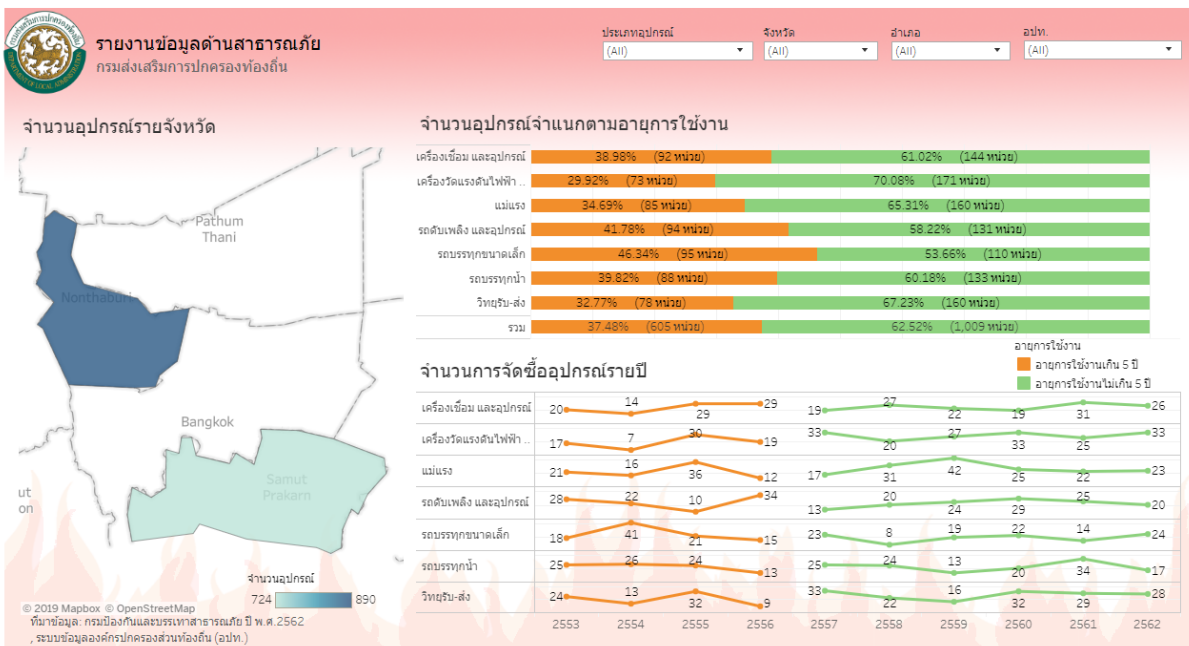 รายงานข้อมูลด้านสาธารณภัย
กรมส่งเสริมการปกครองท้องถิ่น
ประเภทอุปกรณ์ จังหวัด อำเภอ อปท.
(All) (All) (All) (All)
จำนวนอุปกรณ์รายจังหวัด
Pathum
Thani
Nonthaburi
Bangkok
Samut
Prakarn
ut
on
จำนวนอุปกรณ์
724 890
© 2019 Mapbox © OpenStreetMap
ที่มาข้อมูล: กรมป้องกันและบรรเทาสาธารณภัย ปี พ.ศ.2562
, ระบบข้อมูลองค์กรปกครองส่วนท้องถิ่น (อปท.)
จำนวนอุปกรณ์จำแนกตามอายุการใช้งาน
เครื่องเชื่อม และอุปกรณ์ 38.98% (92 หน่วย) 61.02% (144 หน่วย)
เครื่องวัดแรงดันไฟฟ้า .. 29.92% (73 หน่วย) 70.08% (171 หน่วย)
แม่แรง 34.69% (85 หน่วย) 65.31% (160 หน่วย)
รถดับเพลิง และอุปกรณ์ 41.78% (94 หน่วย) 58.22% (131 หน่วย)
รถบรรทุกขนาดเล็ก 46.34% (95 หน่วย) 53.66% (110 หน่วย)
รถบรรทุกน้ำ 39.82% (88 หน่วย) 60.18% (133 หน่วย)
วิทยุรับ-ส่ง 32.77% (78 หน่วย) 67.23% (160 หน่วย)
รวม 37.48% (605 หน่วย) 62.52% (1,009 หน่วย)
อายุการใช้งาน
อายุการใช้งานเกิน 5 ปี
อายุการใช้งานไม่เกิน 5 ปี
จำนวนการจัดซื้ออุปกรณ์รายปี
เครื่องเชื่อม และอุปกรณ์ 20 14 29 29 19 27 22 19 31 26
เครื่องวัดแรงดันไฟฟ้า .. 17 7 30 19 33 20 27 33 25 33
แม่แรง 21 16 36 12 17 31 42 25 22 23
รถดับเพลิง และอุปกรณ์ 28 22 10 34 13 20 24 29 25 20
รถบรรทุกขนาดเล็ก 18 41 21 15 23 8 19 22 14 24
รถบรรทุกน้ำ 25 26 24 13 25 24 13 20 34 17
วิทยุรับ-ส่ง 24 13 32 9 33 22 16 32 29 28
2553 2554 2555 2556 2557 2558 2559 2560 2561 2562